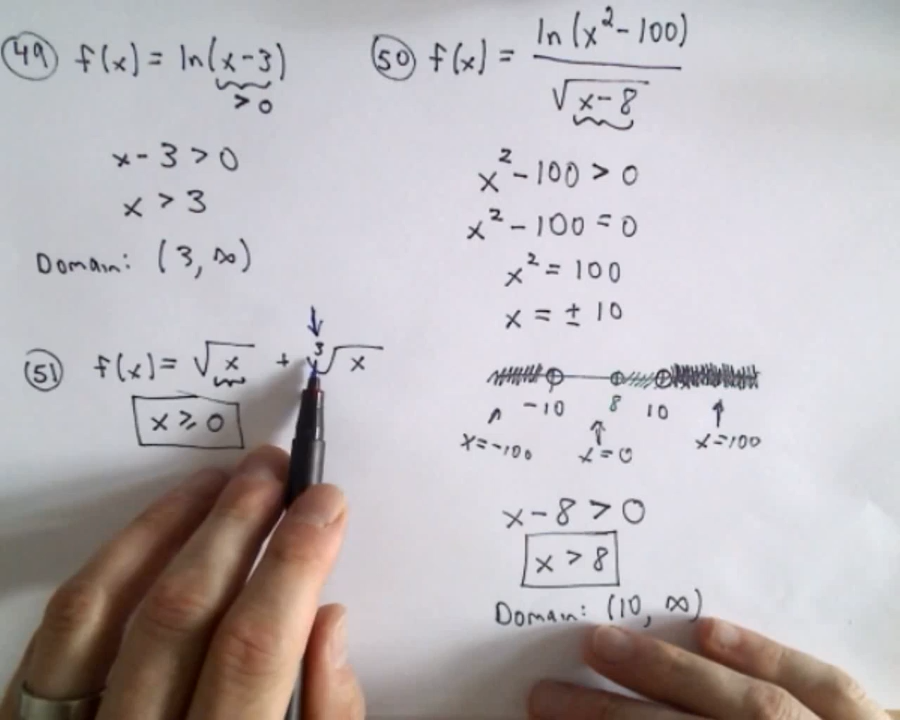 49 f(x) = ln(x-3)
> 0
x - 3 > 0
x > 3
Domain: (3, ∞)
50 f(x) = ln(x² - 100) / √(x-8)
x² - 100 > 0
x² - 100 = 0
x² = 100
x = ± 10
-10 8 10
x=-100 x=0 x=100
x - 8 > 0
x > 8
Domain: (10, ∞)
51 f(x) = √x + ³√x
x ≥ 0